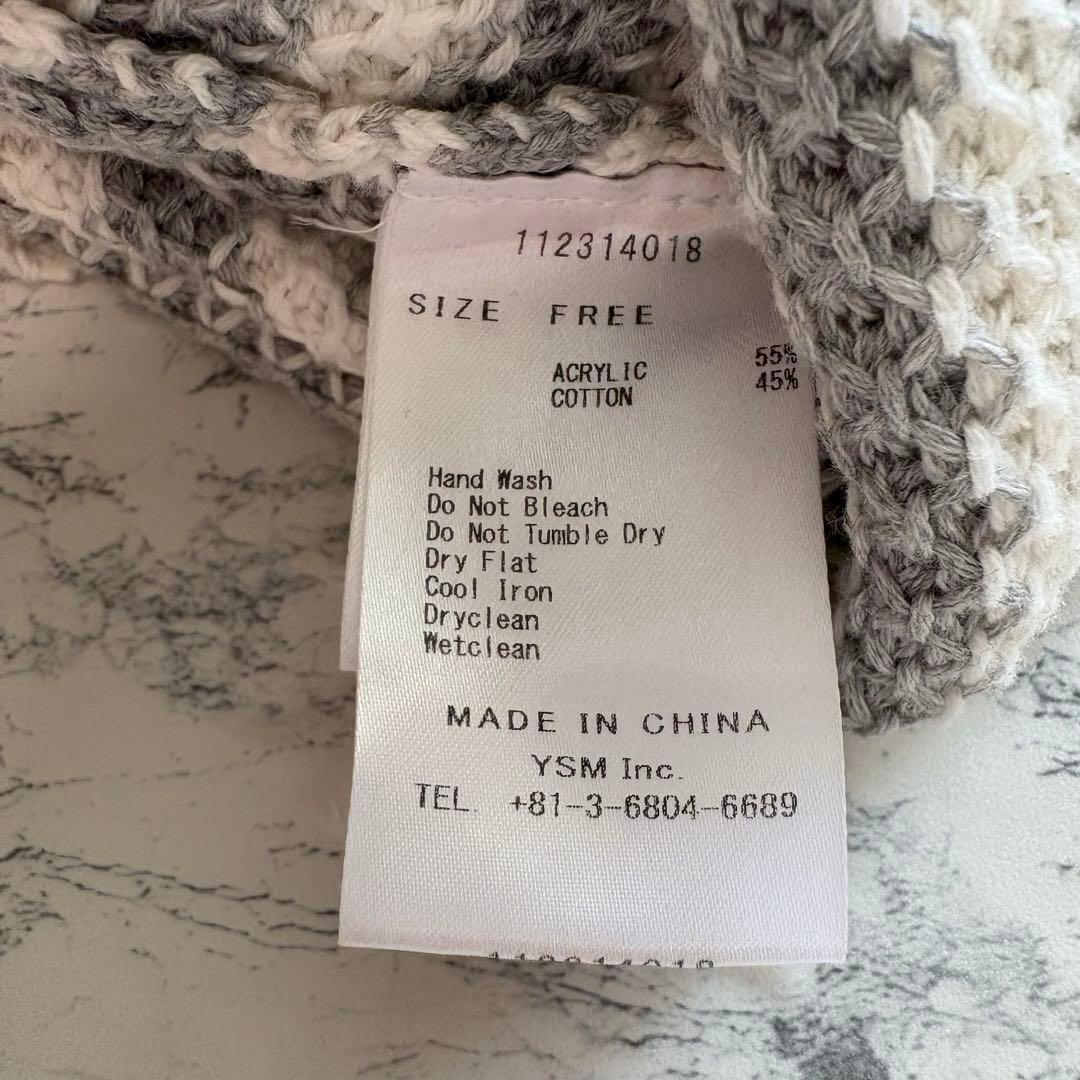 112314018
SIZE FREE
ACRYLIC 55%
COTTON 45%
Hand Wash
Do Not Bleach
Do Not Tumble Dry
Dry Flat
Cool Iron
Dryclean
Wetclean
MADE IN CHINA
YSM Inc.
TEL. +81-3-6804-6689